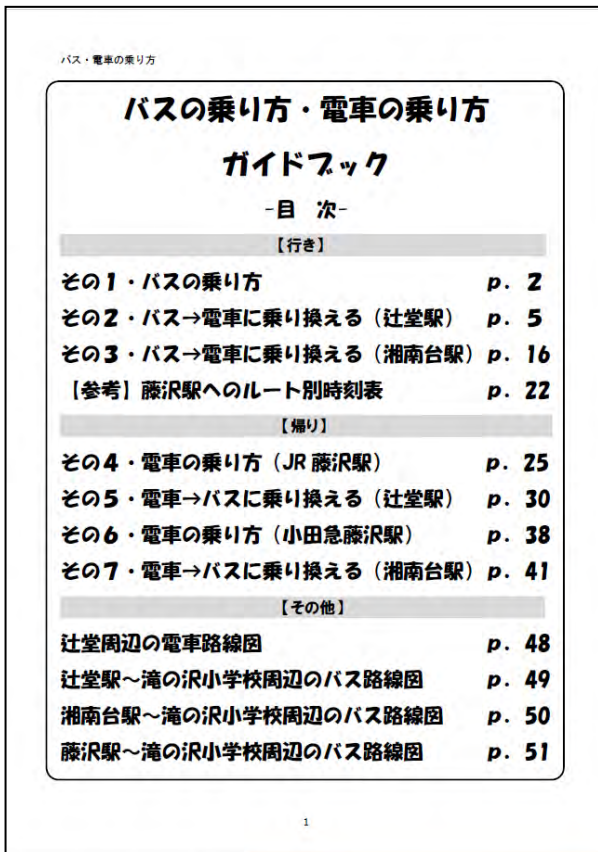 バス・電車の乗り方
バスの乗り方・電車の乗り方
ガイドブック
-目 次-
【行き】
その1・バスの乗り方 p. 2
その2・バス→電車に乗り換える（辻堂駅） p. 5
その3・バス→電車に乗り換える（湘南台駅） p. 16
【参考】藤沢駅へのルート別時刻表 p. 22
【帰り】
その4・電車の乗り方（JR 藤沢駅） p. 25
その5・電車→バスに乗り換える（辻堂駅） p. 30
その6・電車の乗り方（小田急藤沢駅） p. 38
その7・電車→バスに乗り換える（湘南台駅） p. 41
【その他】
辻堂周辺の電車路線図 p. 48
辻堂駅～滝の沢小学校周辺のバス路線図 p. 49
湘南台駅～滝の沢小学校周辺のバス路線図 p. 50
藤沢駅～滝の沢小学校周辺のバス路線図 p. 51
1